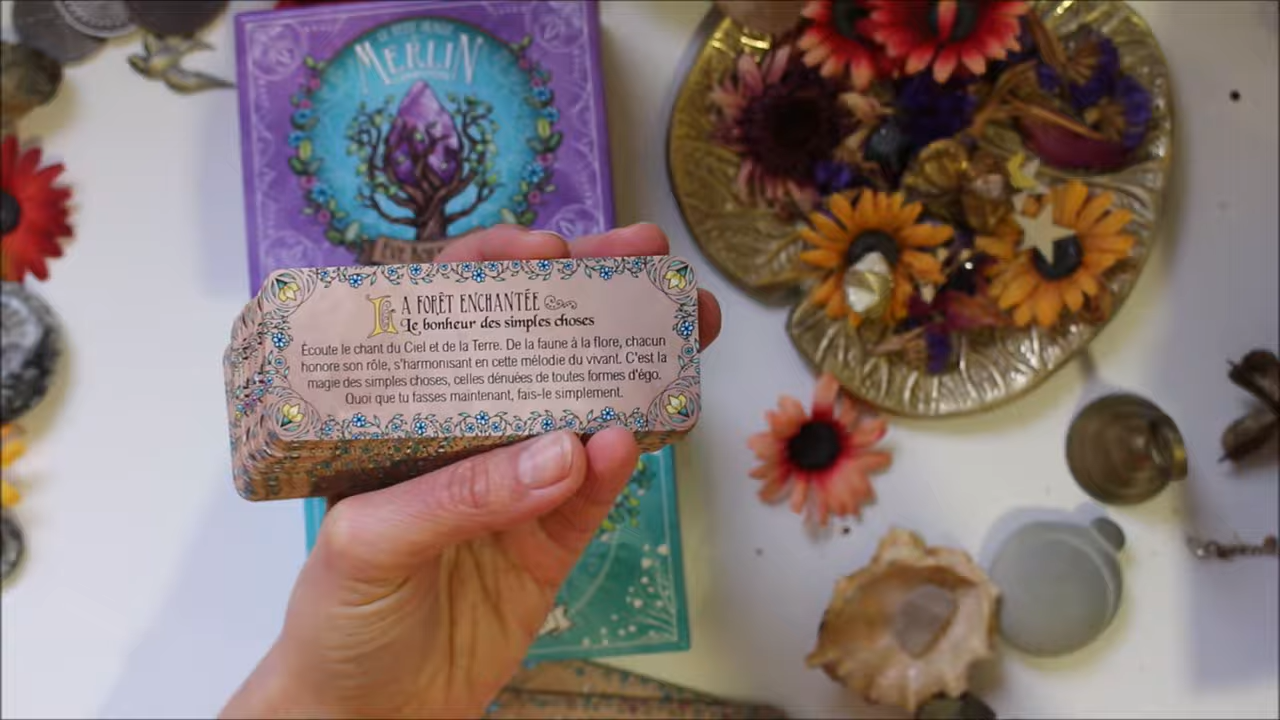 MERLIN
LA FORÊT ENCHANTÉE
Le bonheur des simples choses
Écoute le chant du Ciel et de la Terre. De la faune à la flore, chacun
honore son rôle, s'harmonisant en cette mélodie du vivant. C'est la
magie des simples choses, celles dénuées de toutes formes d'égo.
Quoi que tu fasses maintenant, fais-le simplement.